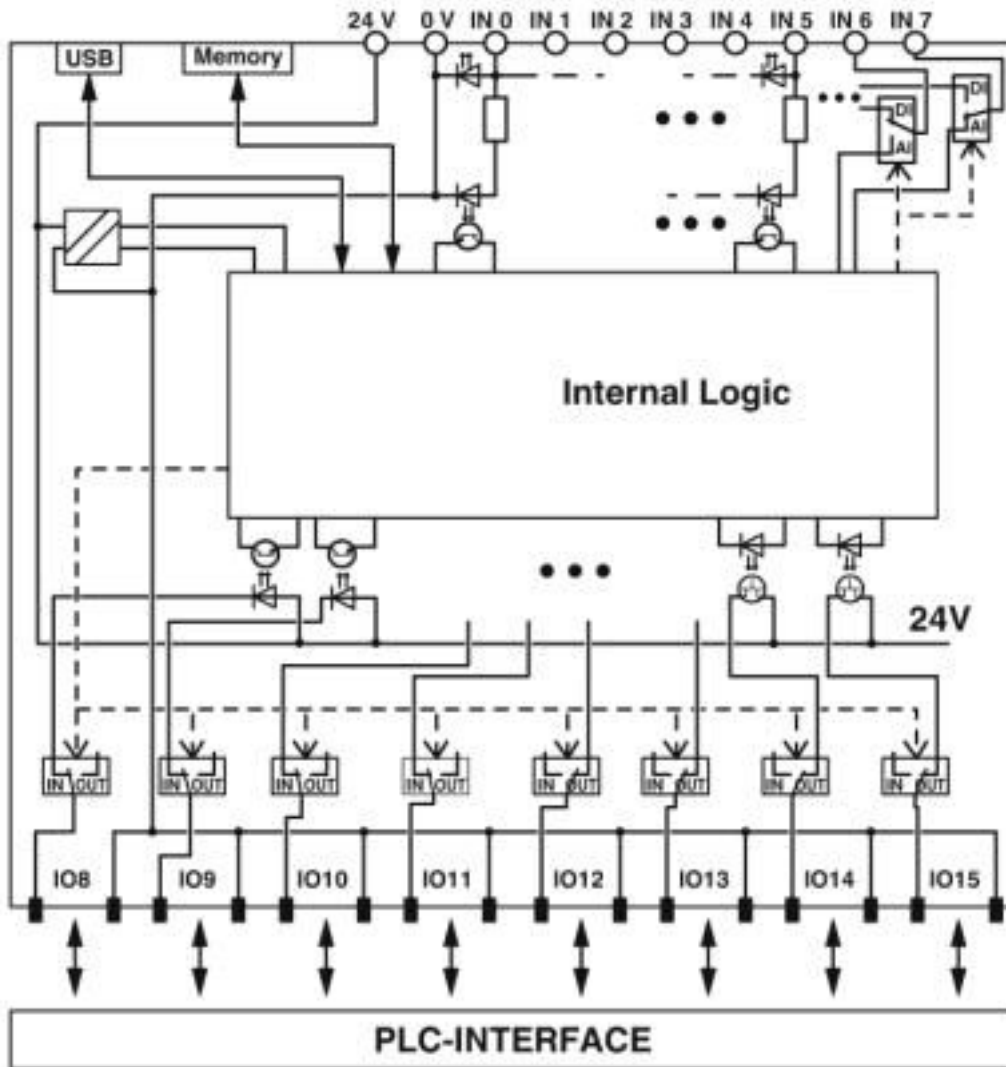 24 V 0 V IN 0 IN 1 IN 2 IN 3 IN 4 IN 5 IN 6 IN 7
USB Memory
DI
AI
DI
AI
Internal Logic
24V
IN OUT IN OUT IN OUT IN OUT IN OUT IN OUT IN OUT IN OUT
IO8 IO9 IO10 IO11 IO12 IO13 IO14 IO15
PLC-INTERFACE